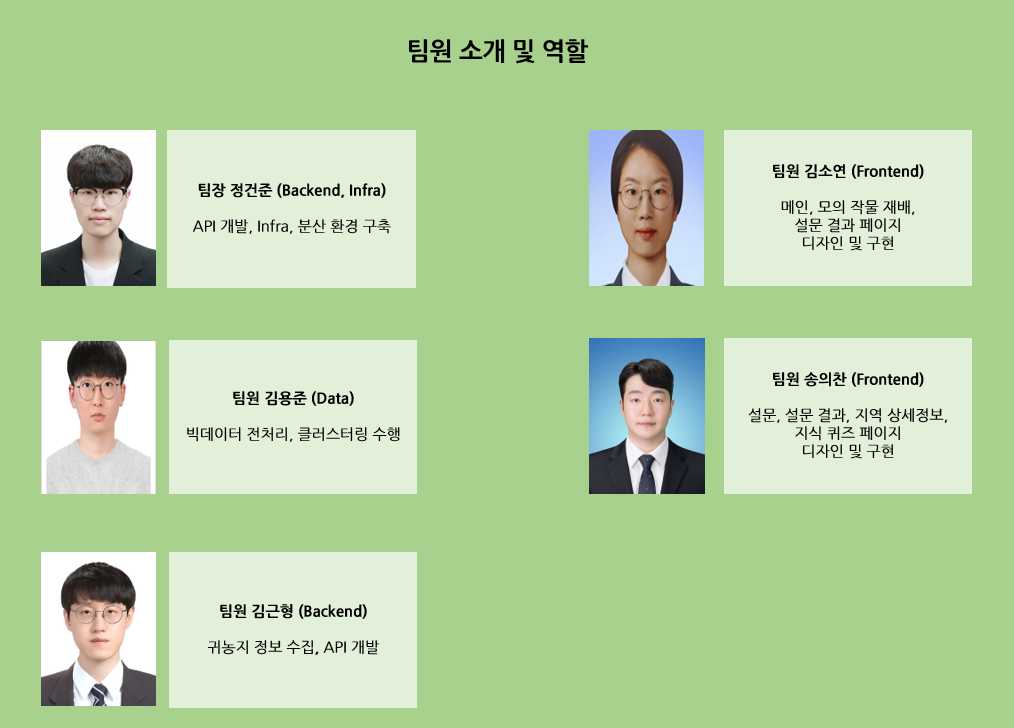 팀원 소개 및 역할
팀장 정건준 (Backend, Infra)
API 개발, Infra, 분산 환경 구축
팀원 김용준 (Data)
빅데이터 전처리, 클러스터링 수행
팀원 김근형 (Backend)
귀농지 정보 수집, API 개발
팀원 김소연 (Frontend)
메인, 모의 작물 재배,
설문 결과 페이지
디자인 및 구현
팀원 송의찬 (Frontend)
설문, 설문 결과, 지역 상세정보,
지식 퀴즈 페이지
디자인 및 구현